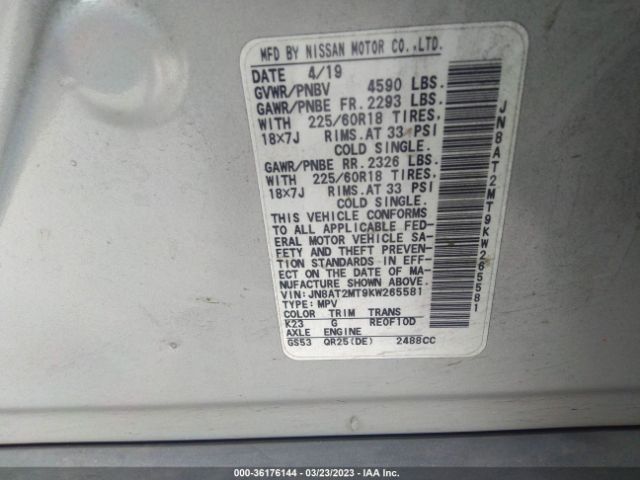 MFD BY NISSAN MOTOR CO.,LTD.
DATE 4/19
GVWR/PNBV 4590 LBS.
GAWR/PNBE FR. 2293 LBS.
WITH 225/60R18 TIRES,
18X7J RIMS.AT 33 PSI
COLD SINGLE.
GAWR/PNBE RR. 2326 LBS.
WITH 225/60R18 TIRES,
18X7J RIMS.AT 33 PSI
COLD SINGLE.
THIS VEHICLE CONFORMS
TO ALL APPLICABLE FED-
ERAL MOTOR VEHICLE SA-
FETY AND THEFT PREVEN-
TION STANDARDS IN EFF-
ECT ON THE DATE OF MA-
NUFACTURE SHOWN ABOVE.
VIN: JN8AT2MT9KW265581
TYPE: MPV
COLOR TRIM TRANS
K23 G RE0F10D
AXLE ENGINE
GS53 QR25(DE) 2488CC
JN8AT2MT9KW265581
000-36176144 — 03/23/2023 — IAA Inc.